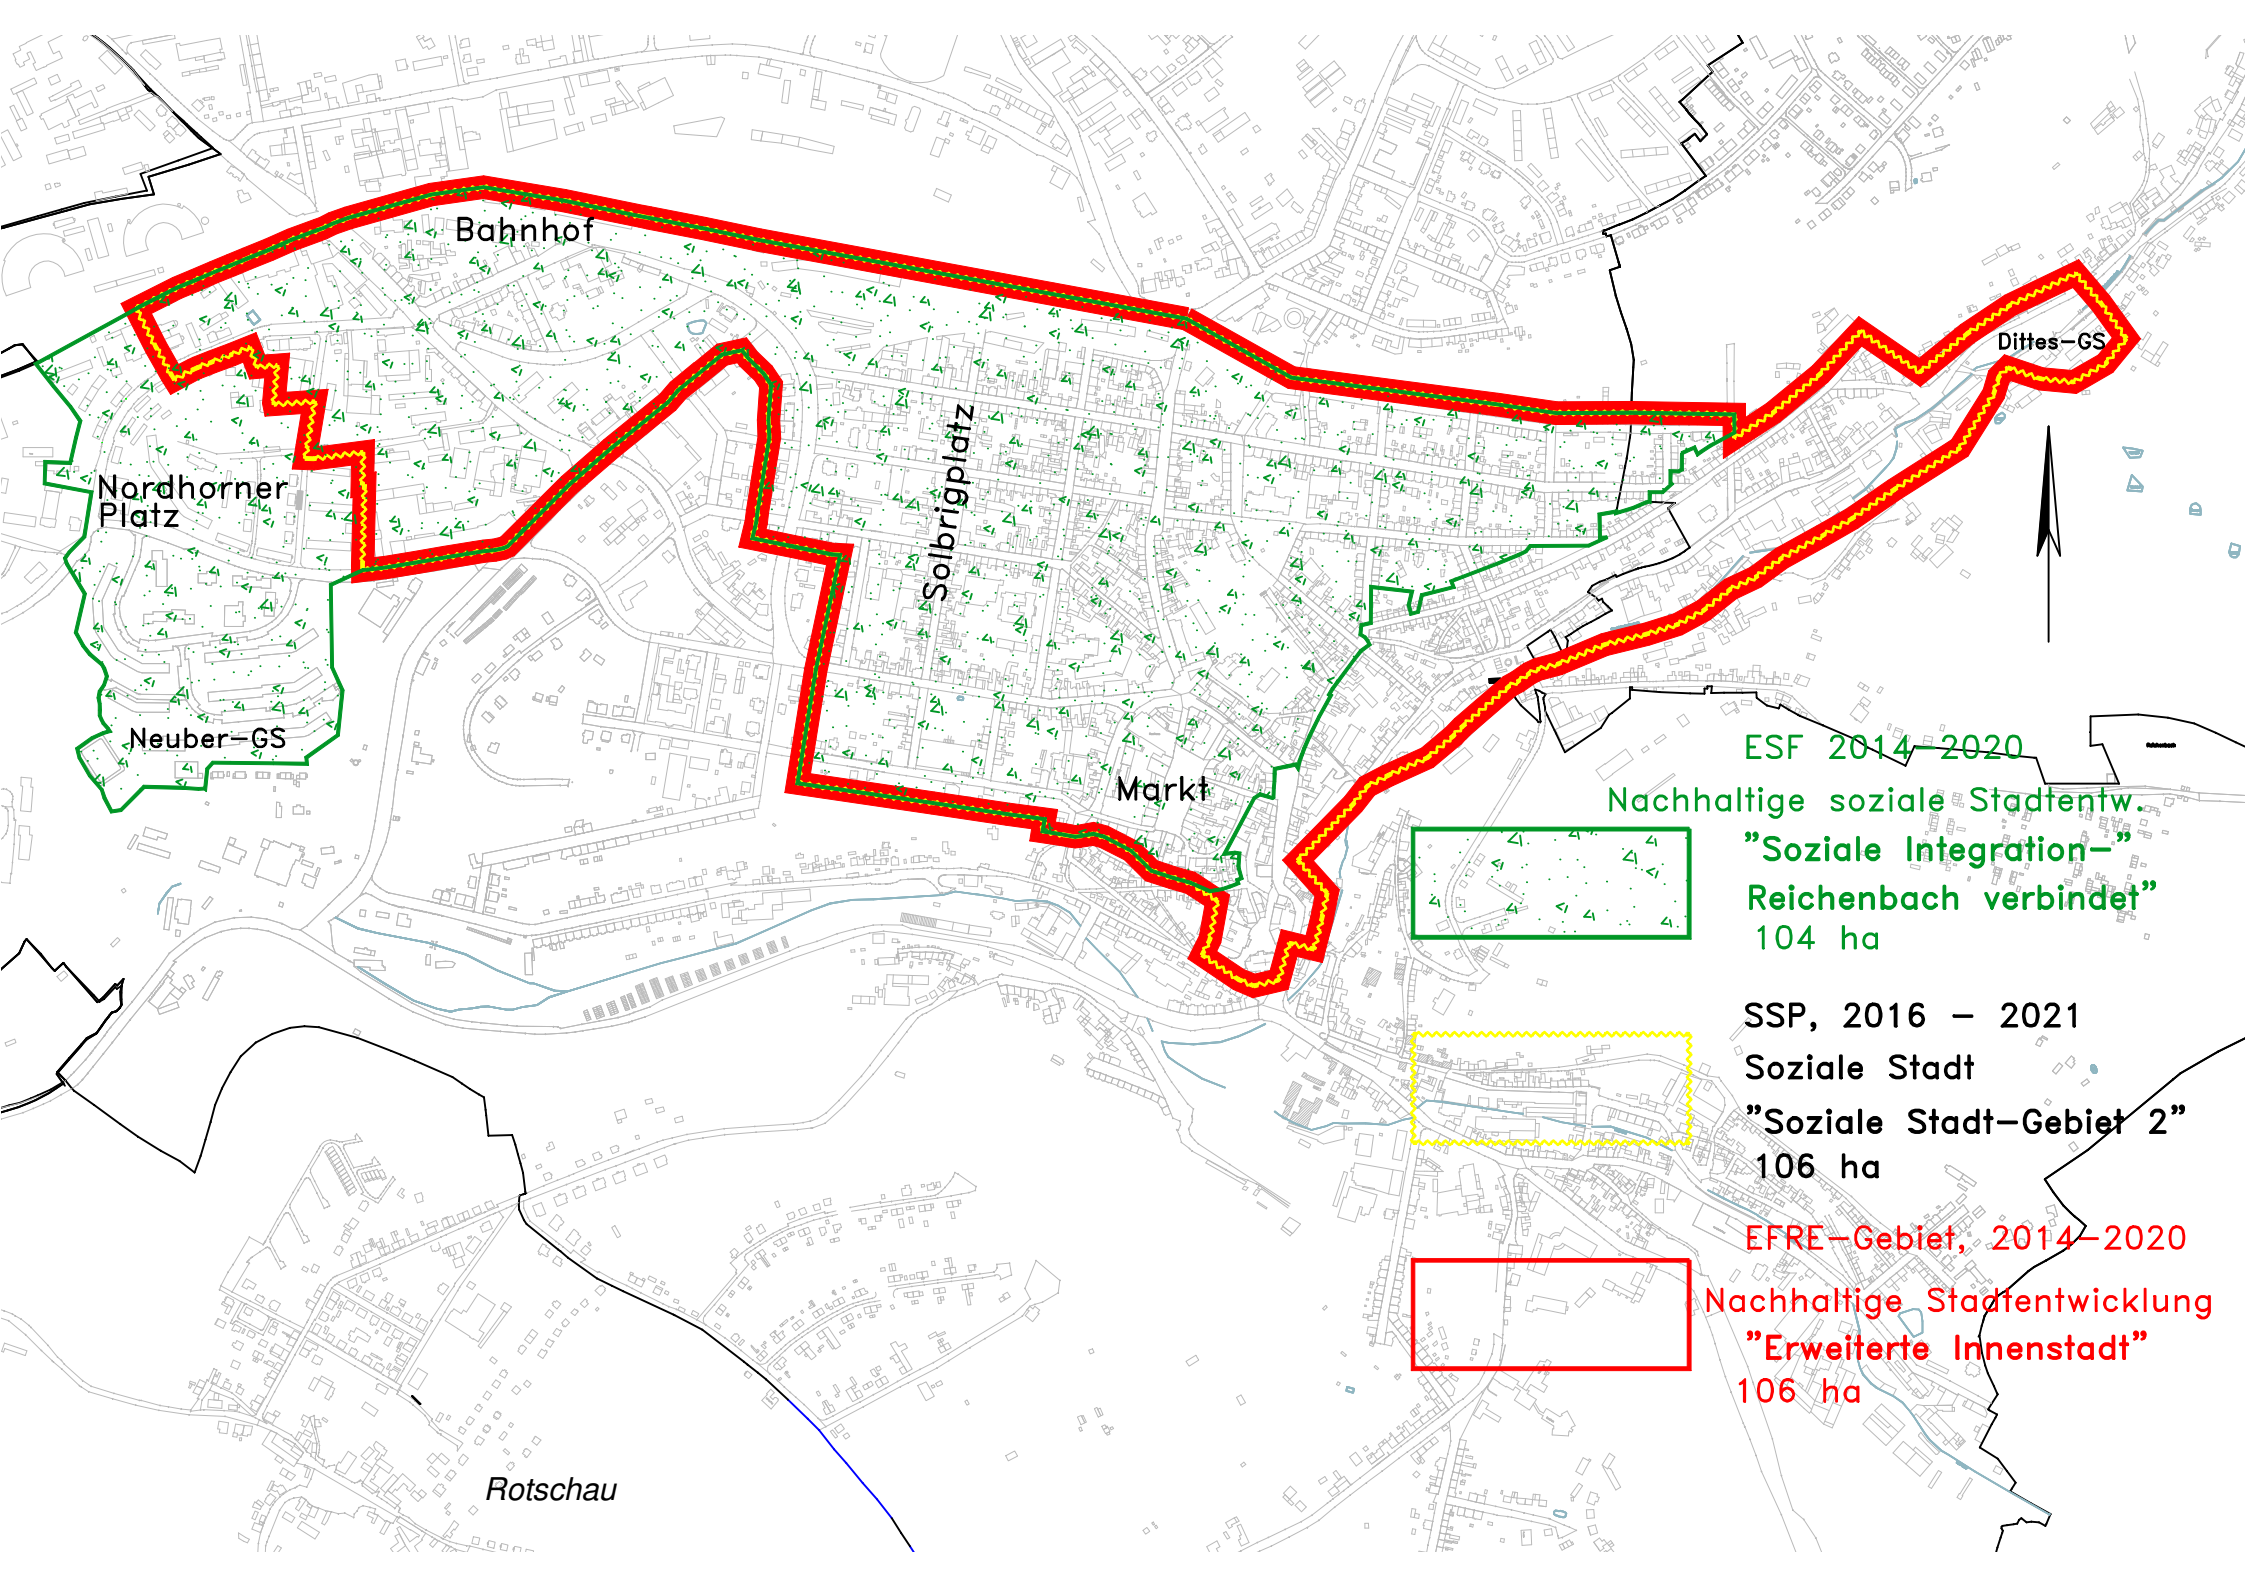 Bahnhof
Dittes-GS
Nordhorner
Platz
Solbrigplatz
Neuber-GS
Markt
ESF 2014-2020
Nachhaltige soziale Stadtentw.
"Soziale Integration-"
Reichenbach verbindet"
104 ha
SSP, 2016 - 2021
Soziale Stadt
"Soziale Stadt-Gebiet 2"
106 ha
EFRE-Gebiet, 2014-2020
Nachhaltige Stadtentwicklung
"Erweiterte Innenstadt"
106 ha
Rotschau